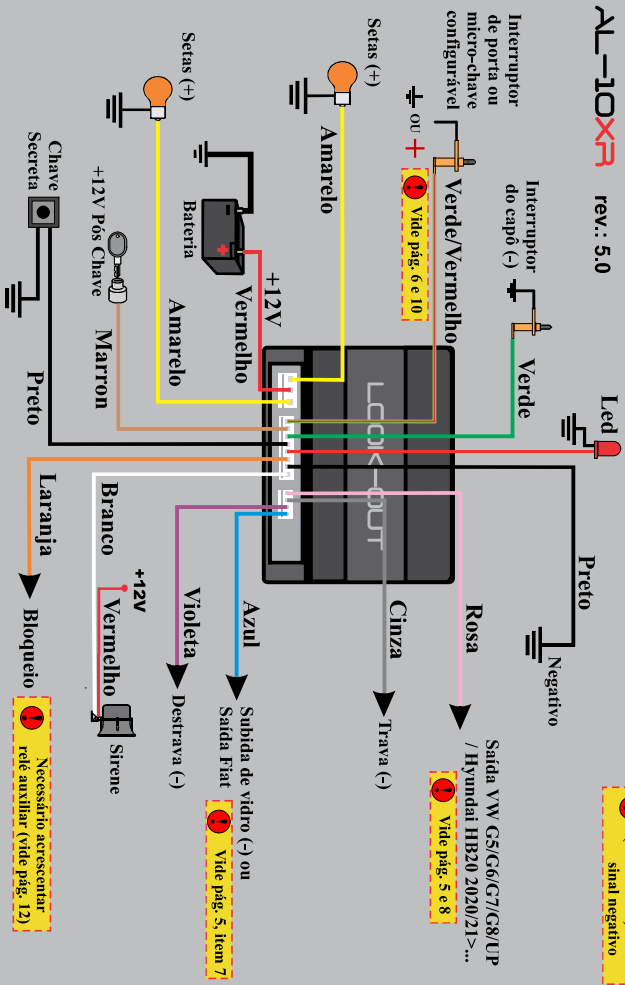 AL-10XR rev.: 5.0
Interruptor
de porta ou
micro-chave
configurável
OU +
! Vide pág. 6 e 10
Verde/Vermelho
Interruptor
do capô (-)
Verde
Led
Preto
Negativo
sinal negativo
Setas (+)
Amarelo
Setas (+)
Amarelo
Bateria
- +
+12V
Vermelho
+12V Pós Chave
Marron
Chave
Secreta
Preto
LOOK-OUT
Rosa
Saída VW G5/G6/G7/G8/UP
/ Hyundai HB20 2020/21>...
! Vide pág. 5 e 8
Cinza
Trava (-)
Azul
Subida de vidro (-) ou
Saída Fiat
! Vide pág. 5, item 7
Violeta
Destrava (-)
Branco
+12V
Vermelho
Sirene
Laranja
Bloqueio
! Necessário acrescentar
relé auxiliar (vide pág. 12)